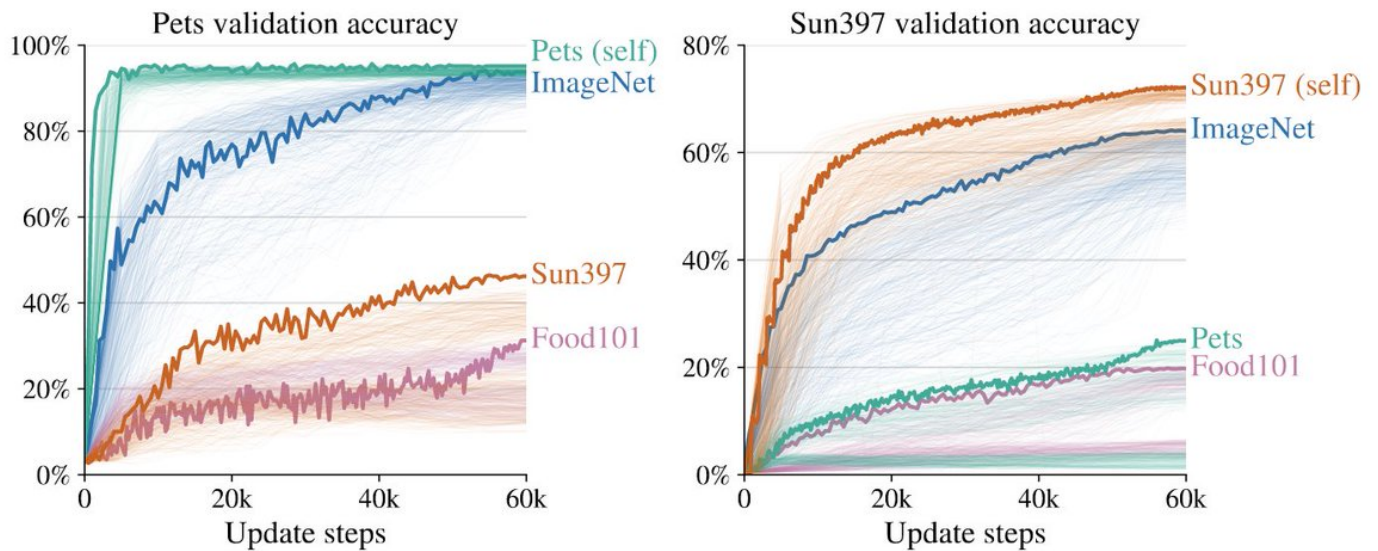 Pets validation accuracy
100%
80%
60%
40%
20%
0%
0
20k
40k
60k
Update steps
Pets (self)
ImageNet
Sun397
Food101
Sun397 validation accuracy
80%
60%
40%
20%
0%
0
20k
40k
60k
Update steps
Sun397 (self)
ImageNet
Pets
Food101